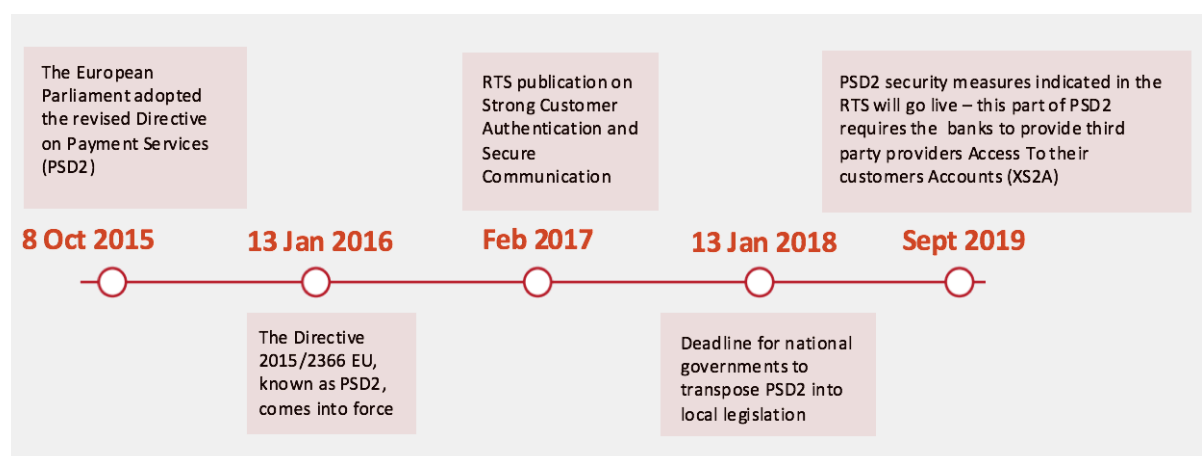 The European
Parliament adopted
the revised Directive
on Payment Services
(PSD2)
RTS publication on
Strong Customer
Authentication and
Secure
Communication
PSD2 security measures indicated in the
RTS will go live – this part of PSD2
requires the banks to provide third
party providers Access To their
customers Accounts (XS2A)
8 Oct 2015
13 Jan 2016
Feb 2017
13 Jan 2018
Sept 2019
The Directive
2015/2366 EU,
known as PSD2,
comes into force
Deadline for national
governments to
transpose PSD2 into
local legislation